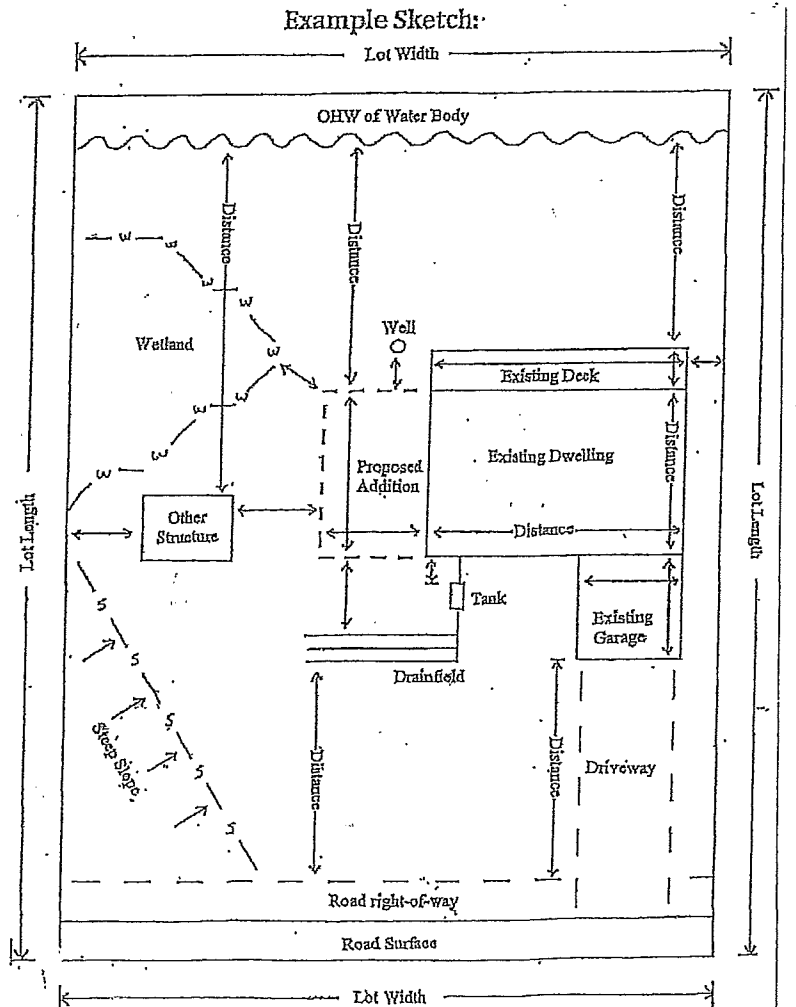 Example Sketch:
Lot Width
OHW of Water Body
Distance
Distance
Distance
W
W
W
W
W
Well
Wetland
Existing Deck
W
W
W
W
Proposed
Addition
Existing Dwelling
Distance
Distance
Lot Length
Lot Length
Other
Structure
Tank
Existing
Garage
Drainfield
S
S
S
S
S
Steep Slope
Distance
Distance
Driveway
Road right-of-way
Road Surface
Lot Width